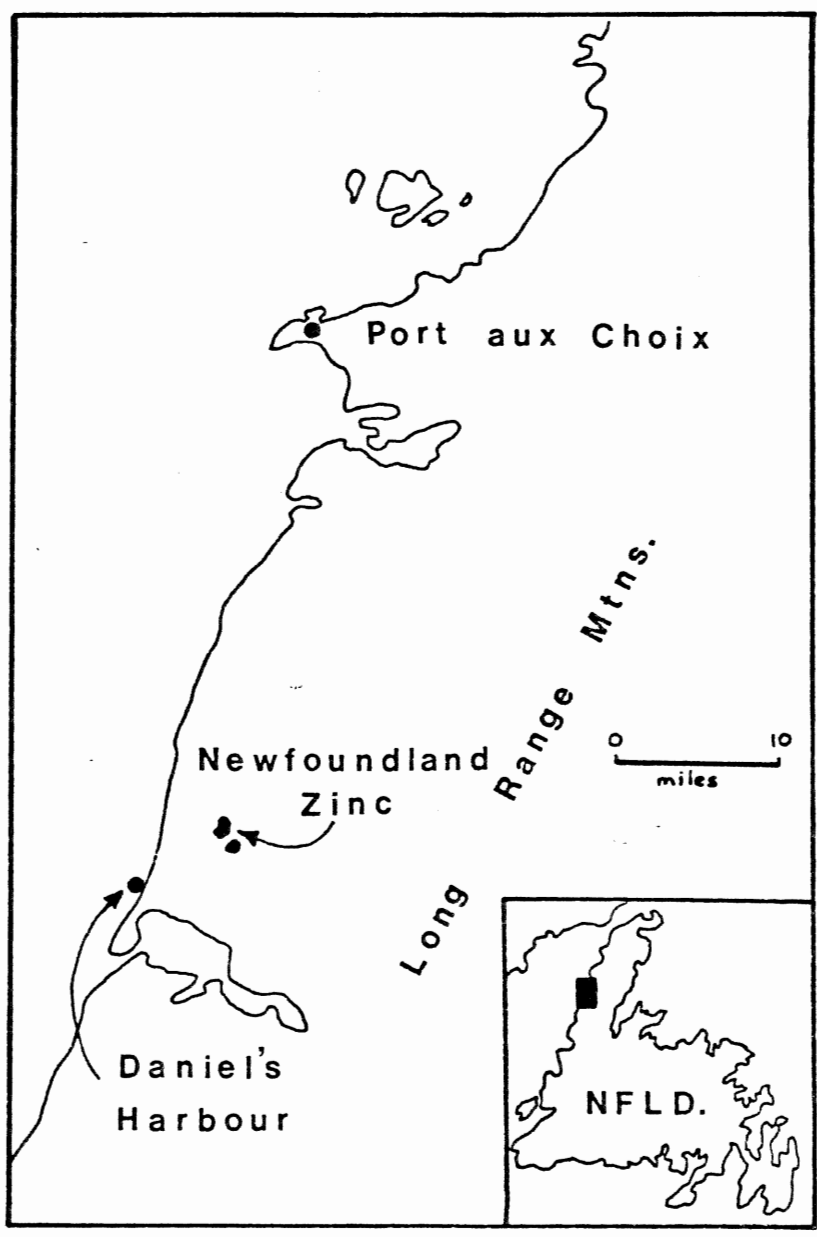 Port aux Choix
Long Range Mtns.
0 10
miles
Newfoundland
Zinc
Daniel's
Harbour
NFLD.